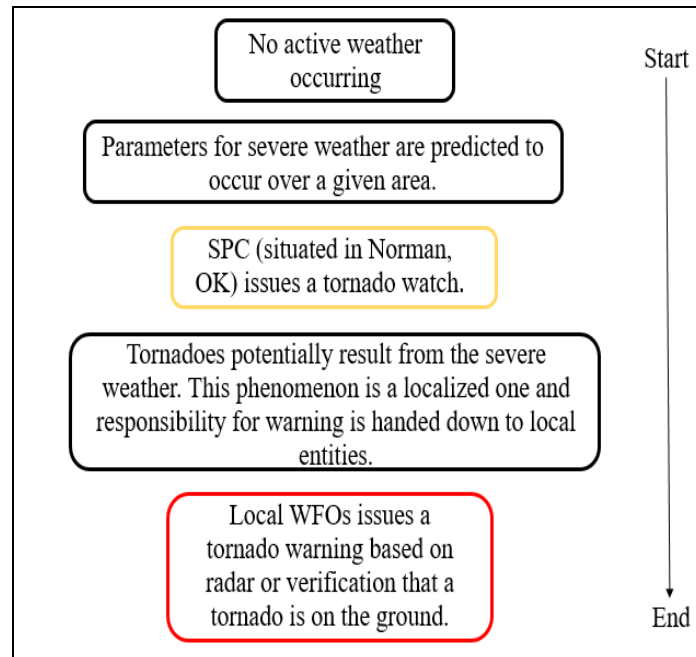 No active weather
occurring
Start
Parameters for severe weather are predicted to
occur over a given area.
SPC (situated in Norman,
OK) issues a tornado watch.
Tornadoes potentially result from the severe
weather. This phenomenon is a localized one and
responsibility for warning is handed down to local
entities.
Local WFOs issues a
tornado warning based on
radar or verification that a
tornado is on the ground.
End